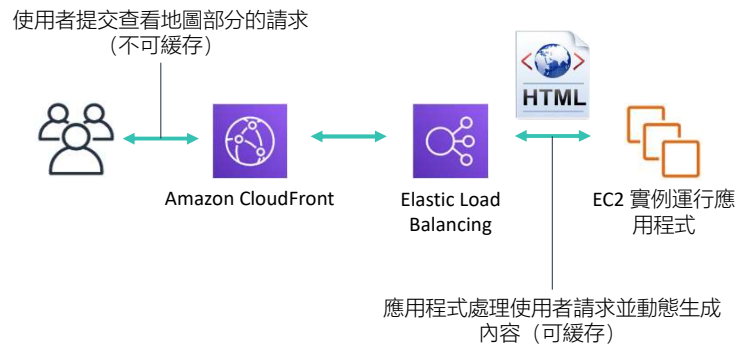 使用者提交查看地圖部分的請求
（不可緩存）
HTML
Amazon CloudFront
Elastic Load
Balancing
EC2 實例運行應
用程式
應用程式處理使用者請求並動態生成
內容（可緩存）